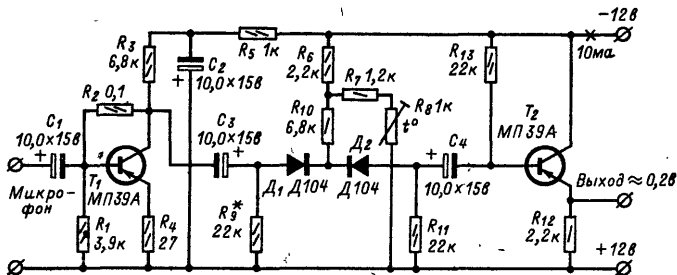 -12в
10ма
R3
6,8к
C2
10,0×15в
R5 1к
R6
2,2к
R7 1,2к
R13
22к
R2 0,1
R10
6,8к
R8 1к
t°
T2
МП39А
C1
10,0×15в
C3
10,0×15в
Д2
C4
+
+
+
+
Микро-
фон
T1
МП39А
Д1 Д104
Д104
10,0×15в
Выход≈0,2в
R1
3,9к
R4
27
R9*
22к
R11
22к
R12
2,2к
+12в